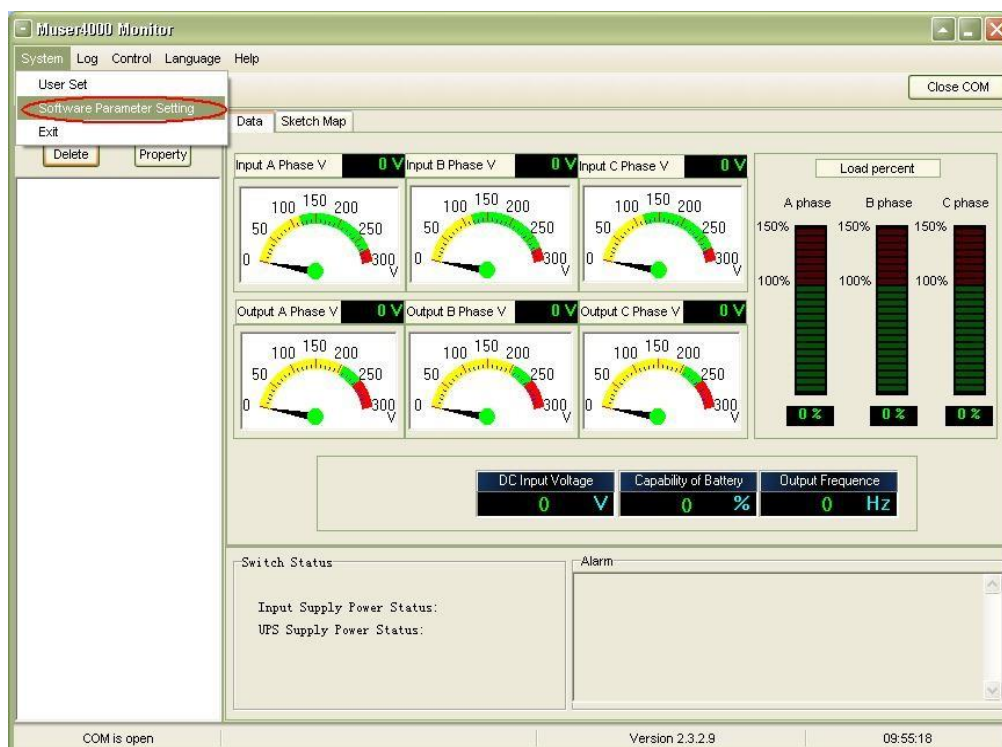 Muser4000 Monitor
System Log Control Language Help
User Set
Software Parameter Setting
Exit
Close COM
Delete Property
Data Sketch Map
Input A Phase V 0 V Input B Phase V 0 V Input C Phase V 0 V
0 50 100 150 200 250 300 V
0 50 100 150 200 250 300 V
0 50 100 150 200 250 300 V
Output A Phase V 0 V Output B Phase V 0 V Output C Phase V 0 V
0 50 100 150 200 250 300 V
0 50 100 150 200 250 300 V
0 50 100 150 200 250 300 V
Load percent
A phase B phase C phase
150% 150% 150%
100% 100% 100%
0 % 0 % 0 %
DC Input Voltage Capability of Battery Output Frequence
0 V 0 % 0 Hz
Switch Status
Input Supply Power Status:
UPS Supply Power Status:
Alarm
COM is open Version 2.3.2.9 09:55:18